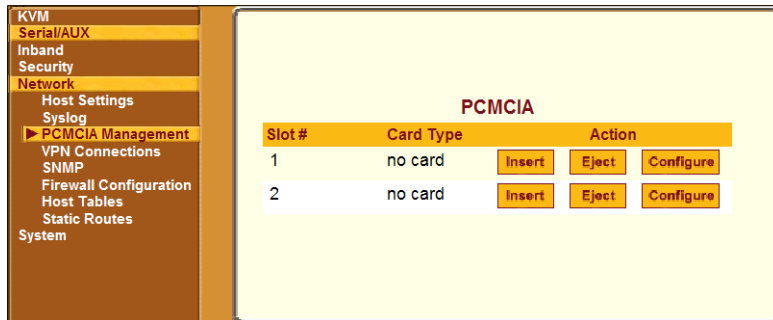 KVM
Serial/AUX
Inband
Security
Network
Host Settings
Syslog
PCMCIA Management
VPN Connections
SNMP
Firewall Configuration
Host Tables
Static Routes
System
PCMCIA
Slot # Card Type Action
1 no card Insert Eject Configure
2 no card Insert Eject Configure